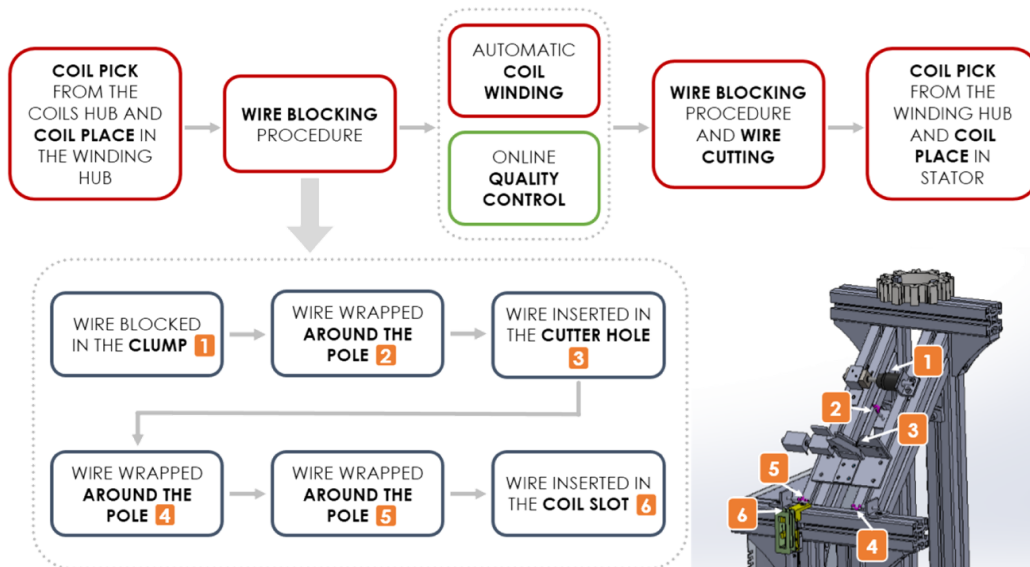 COIL PICK
FROM THE
COILS HUB AND
COIL PLACE IN
THE WINDING
HUB
WIRE BLOCKING
PROCEDURE
AUTOMATIC
COIL
WINDING
ONLINE
QUALITY
CONTROL
WIRE BLOCKING
PROCEDURE
AND WIRE
CUTTING
COIL PICK
FROM THE
WINDING HUB
AND COIL
PLACE IN
STATOR
WIRE BLOCKED
IN THE CLUMP 1
WIRE WRAPPED
AROUND THE
POLE 2
WIRE INSERTED IN
THE CUTTER HOLE
3
WIRE WRAPPED
AROUND THE
POLE 4
WIRE WRAPPED
AROUND THE
POLE 5
WIRE INSERTED IN
THE COIL SLOT 6
1
2
3
5
6
4